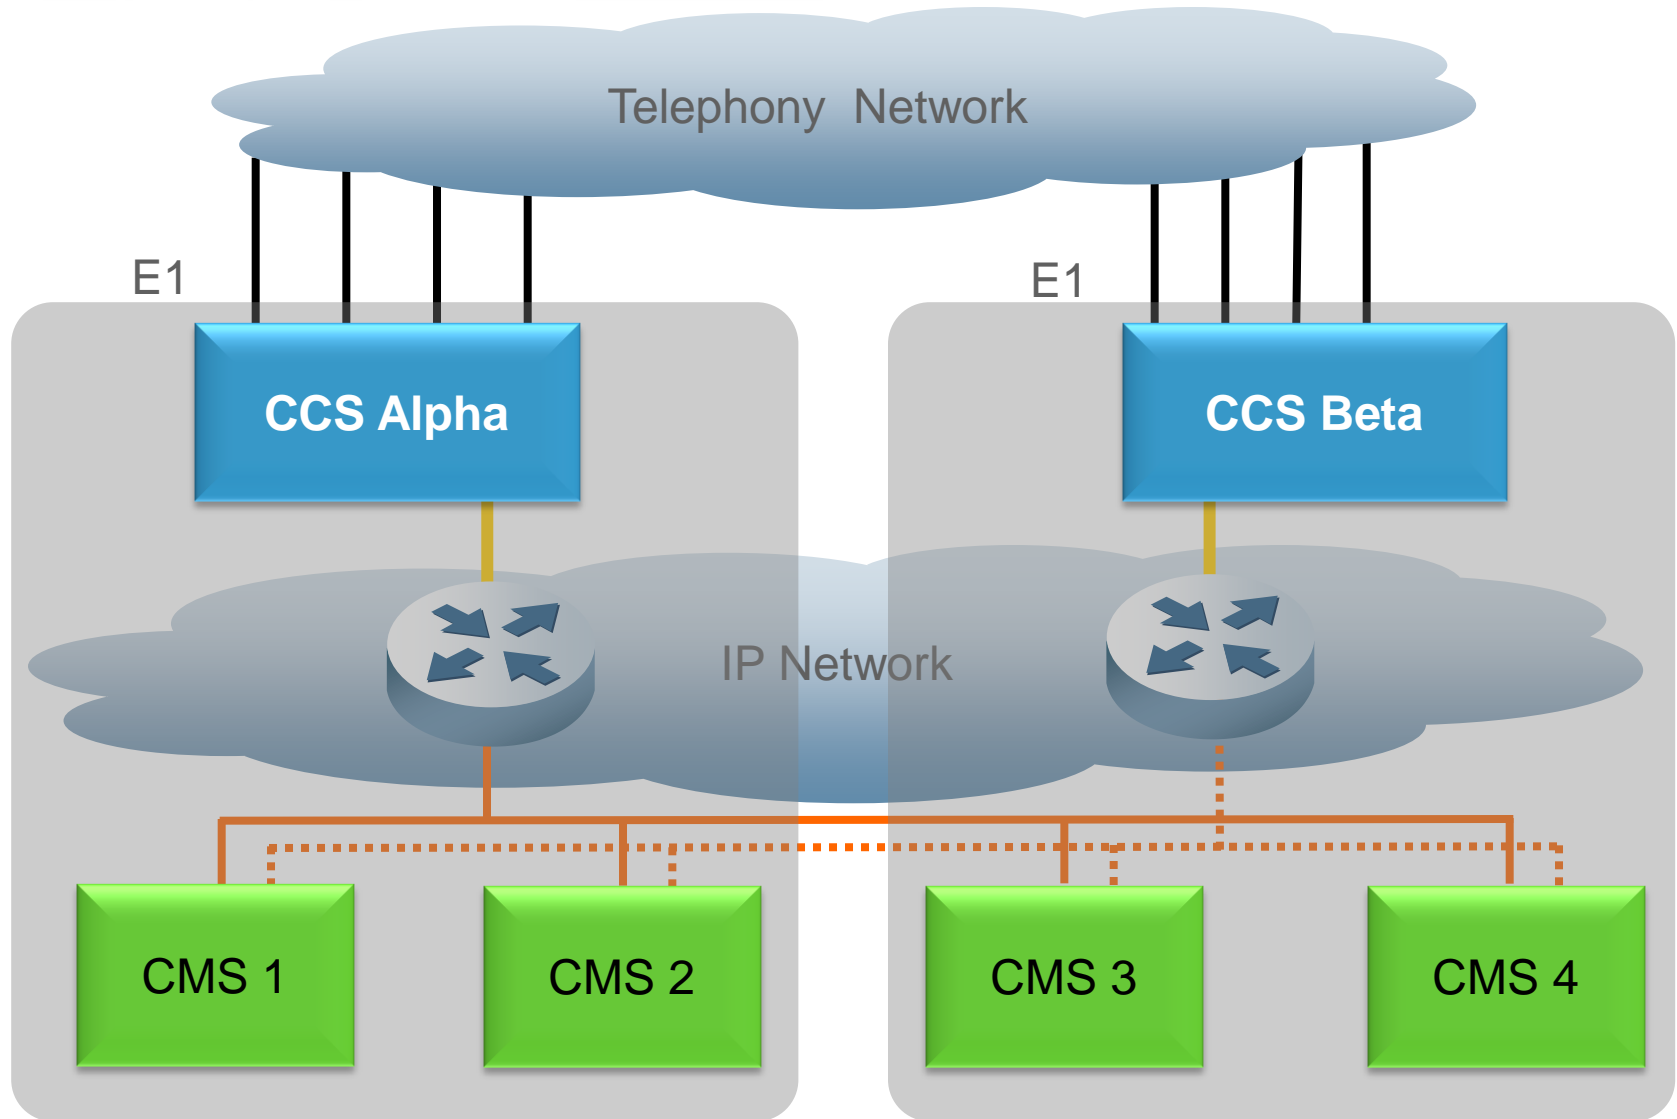 Telephony Network
E1
E1
CCS Alpha
CCS Beta
IP Network
CMS 1
CMS 2
CMS 3
CMS 4